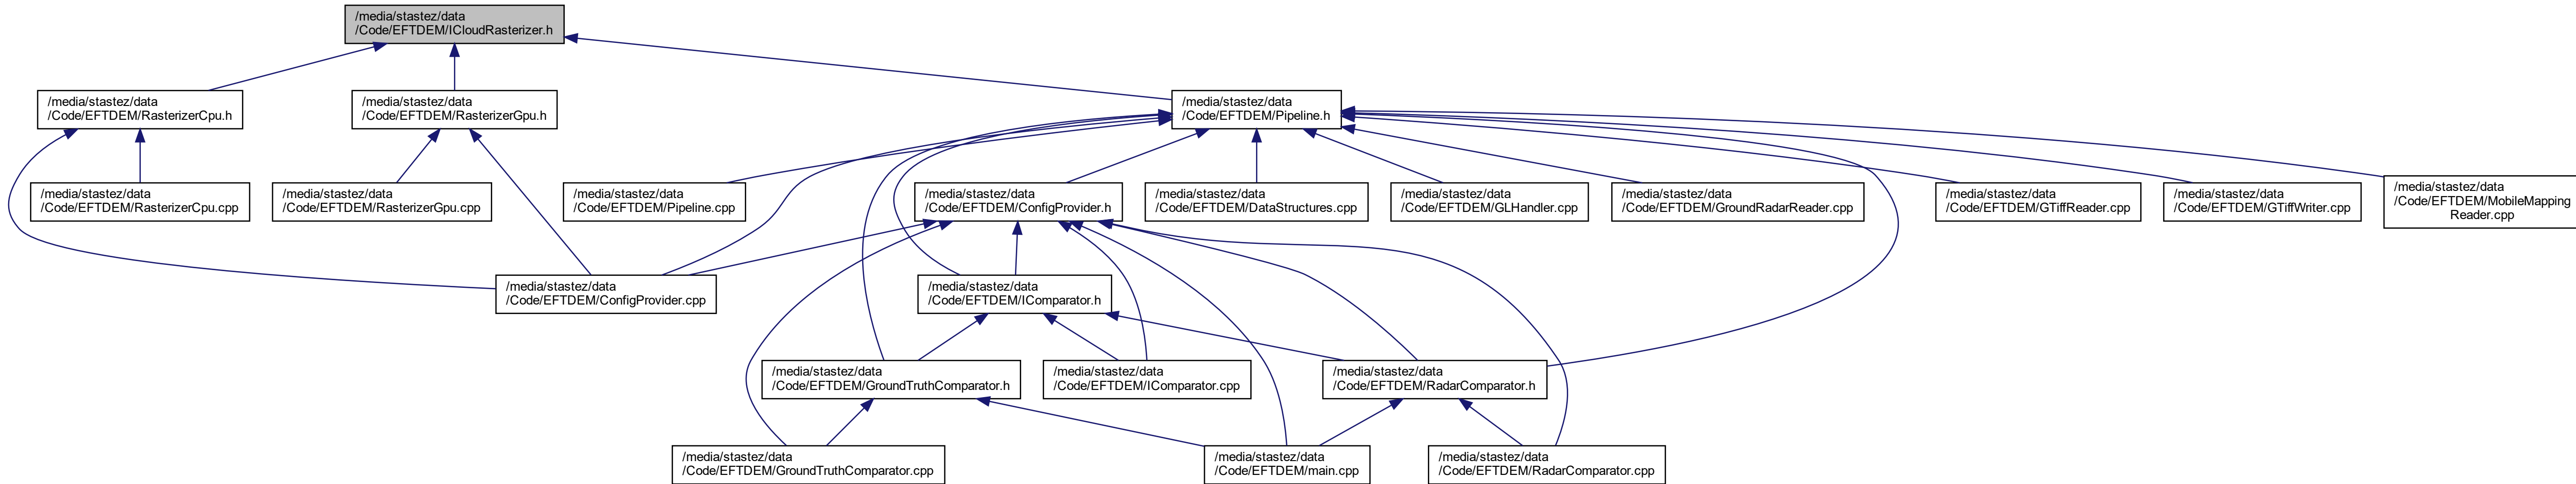 /media/stastez/data
/Code/EFTDEM/ICloudRasterizer.h
/media/stastez/data
/Code/EFTDEM/RasterizerCpu.h
/media/stastez/data
/Code/EFTDEM/RasterizerGpu.h
/media/stastez/data
/Code/EFTDEM/Pipeline.h
/media/stastez/data
/Code/EFTDEM/RasterizerCpu.cpp
/media/stastez/data
/Code/EFTDEM/RasterizerGpu.cpp
/media/stastez/data
/Code/EFTDEM/Pipeline.cpp
/media/stastez/data
/Code/EFTDEM/ConfigProvider.h
/media/stastez/data
/Code/EFTDEM/DataStructures.cpp
/media/stastez/data
/Code/EFTDEM/GLHandler.cpp
/media/stastez/data
/Code/EFTDEM/GroundRadarReader.cpp
/media/stastez/data
/Code/EFTDEM/GTiffReader.cpp
/media/stastez/data
/Code/EFTDEM/GTiffWriter.cpp
/media/stastez/data
/Code/EFTDEM/MobileMapping
Reader.cpp
/media/stastez/data
/Code/EFTDEM/ConfigProvider.cpp
/media/stastez/data
/Code/EFTDEM/IComparator.h
/media/stastez/data
/Code/EFTDEM/GroundTruthComparator.h
/media/stastez/data
/Code/EFTDEM/IComparator.cpp
/media/stastez/data
/Code/EFTDEM/RadarComparator.h
/media/stastez/data
/Code/EFTDEM/GroundTruthComparator.cpp
/media/stastez/data
/Code/EFTDEM/main.cpp
/media/stastez/data
/Code/EFTDEM/RadarComparator.cpp